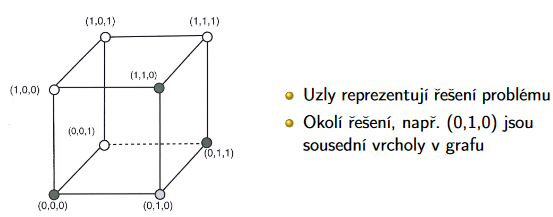 (1,0,1)
(1,1,1)
(1,1,0)
(1,0,0)
(0,0,1)
(0,1,1)
(0,0,0)
(0,1,0)
Uzly reprezentují řešení problému
Okolí řešení, např. (0,1,0) jsou
sousední vrcholy v grafu